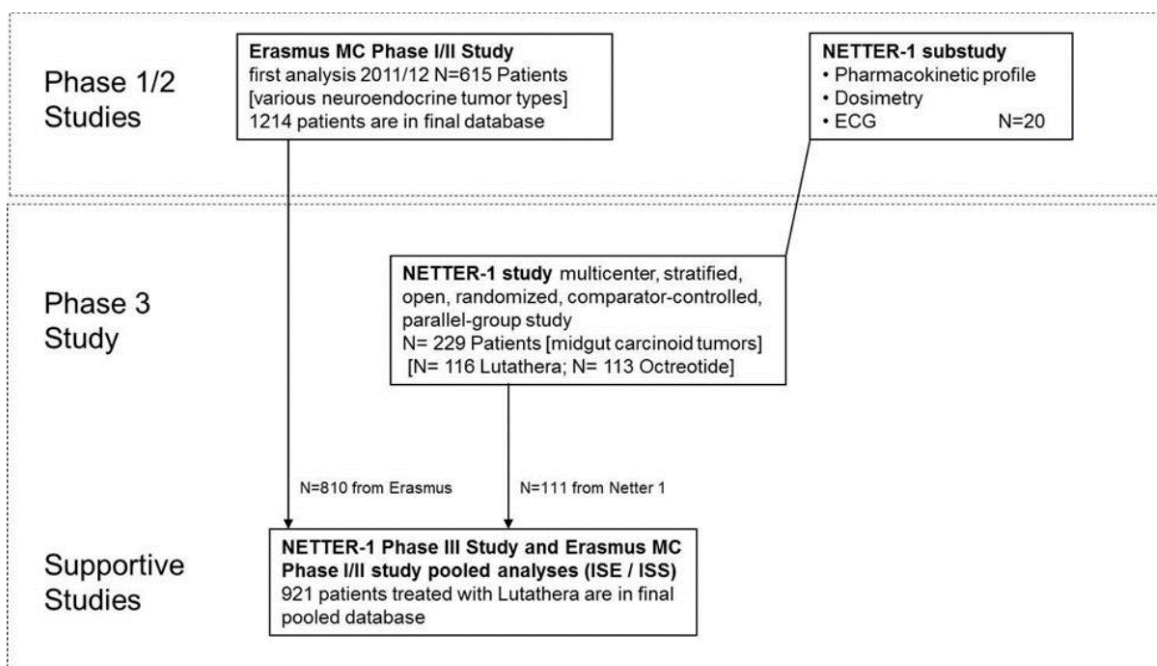 Phase 1/2
Studies
Erasmus MC Phase I/II Study
first analysis 2011/12 N=615 Patients
[various neuroendocrine tumor types]
1214 patients are in final database
NETTER-1 substudy
• Pharmacokinetic profile
• Dosimetry
• ECG N=20
Phase 3
Study
NETTER-1 study multicenter, stratified,
open, randomized, comparator-controlled,
parallel-group study
N= 229 Patients [midgut carcinoid tumors]
[N= 116 Lutathera; N= 113 Octreotide]
N=810 from Erasmus
N=111 from Netter 1
Supportive
Studies
NETTER-1 Phase III Study and Erasmus MC
Phase I/II study pooled analyses (ISE / ISS)
921 patients treated with Lutathera are in final
pooled database